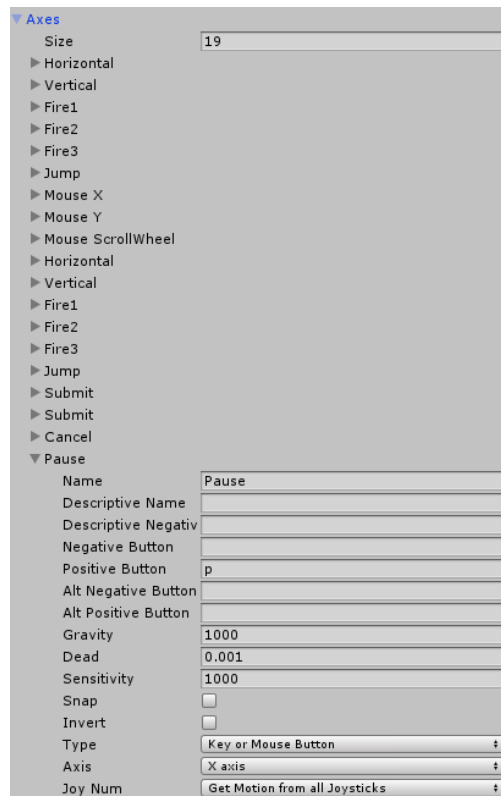 Axes
Size 19
Horizontal
Vertical
Fire1
Fire2
Fire3
Jump
Mouse X
Mouse Y
Mouse ScrollWheel
Horizontal
Vertical
Fire1
Fire2
Fire3
Jump
Submit
Submit
Cancel
Pause
Name Pause
Descriptive Name
Descriptive Negativ
Negative Button
Positive Button p
Alt Negative Button
Alt Positive Button
Gravity 1000
Dead 0.001
Sensitivity 1000
Snap
Invert
Type Key or Mouse Button
Axis X axis
Joy Num Get Motion from all Joysticks